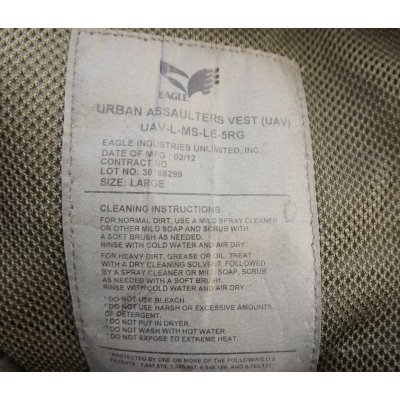 EAGLE
URBAN ASSAULTERS VEST (UAV)
UAV-L-MS-LE-5RG
EAGLE INDUSTRIES UNLIMITED, INC.
DATE OF MFG: 02/12
CONTRACT NO
LOT NO: 30168299
SIZE: LARGE
CLEANING INSTRUCTIONS
FOR NORMAL DIRT, USE A MILD SPRAY CLEANER
OR OTHER MILD SOAP AND SCRUB WITH
A SOFT BRUSH AS NEEDED.
RINSE WITH COLD WATER AND AIR DRY
FOR HEAVY DIRT, GREASE OR OIL, TREAT
WITH A DRY CLEANING SOLVENT, FOLLOWED
BY A SPRAY CLEANER OR MILD SOAP, SCRUB
AS NEEDED WITH A SOFT BRUSH.
RINSE WITH COLD WATER AND AIR DRY.
* DO NOT USE BLEACH.
* DO NOT USE HARSH OR EXCESSIVE AMOUNTS
OF DETERGENT.
* DO NOT PUT IN DRYER.
* DO NOT WASH WITH HOT WATER.
* DO NOT EXPOSE TO EXTREME HEAT.
PROTECTED BY ONE OR MORE OF THE FOLLOWING U.S
PATENTS: